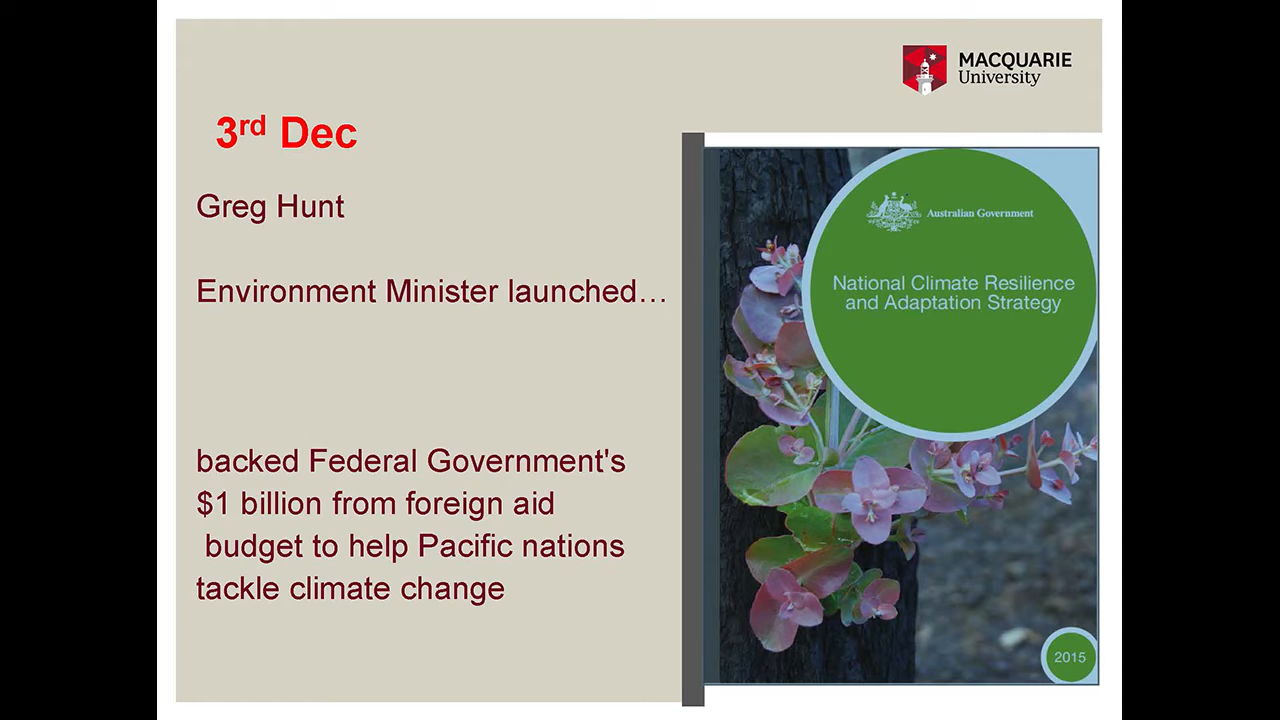 MACQUARIE
University
3rd Dec
Greg Hunt
Environment Minister launched…
backed Federal Government's
$1 billion from foreign aid
budget to help Pacific nations
tackle climate change
Australian Government
National Climate Resilience
and Adaptation Strategy
2015